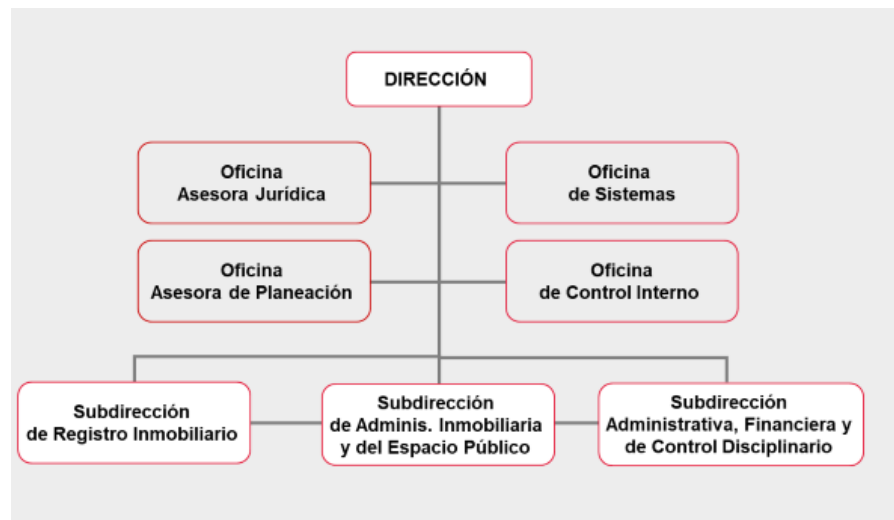 DIRECCIÓN
Oficina
Asesora Jurídica
Oficina
de Sistemas
Oficina
Asesora de Planeación
Oficina
de Control Interno
Subdirección
de Registro Inmobiliario
Subdirección
de Adminis. Inmobiliaria
y del Espacio Público
Subdirección
Administrativa, Financiera y
de Control Disciplinario